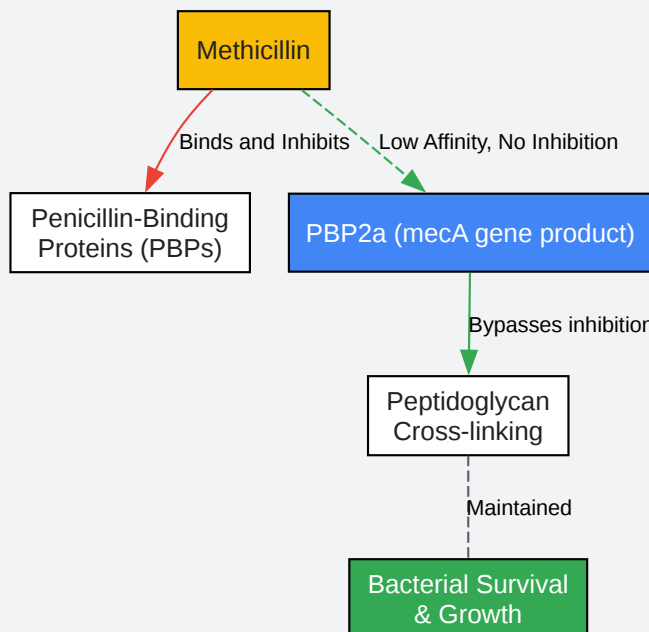 Methicillin
Binds and Inhibits
Low Affinity, No Inhibition
Penicillin-Binding
Proteins (PBPs)
PBP2a (mecA gene product)
Bypasses inhibition
Peptidoglycan
Cross-linking
Maintained
Bacterial Survival
& Growth